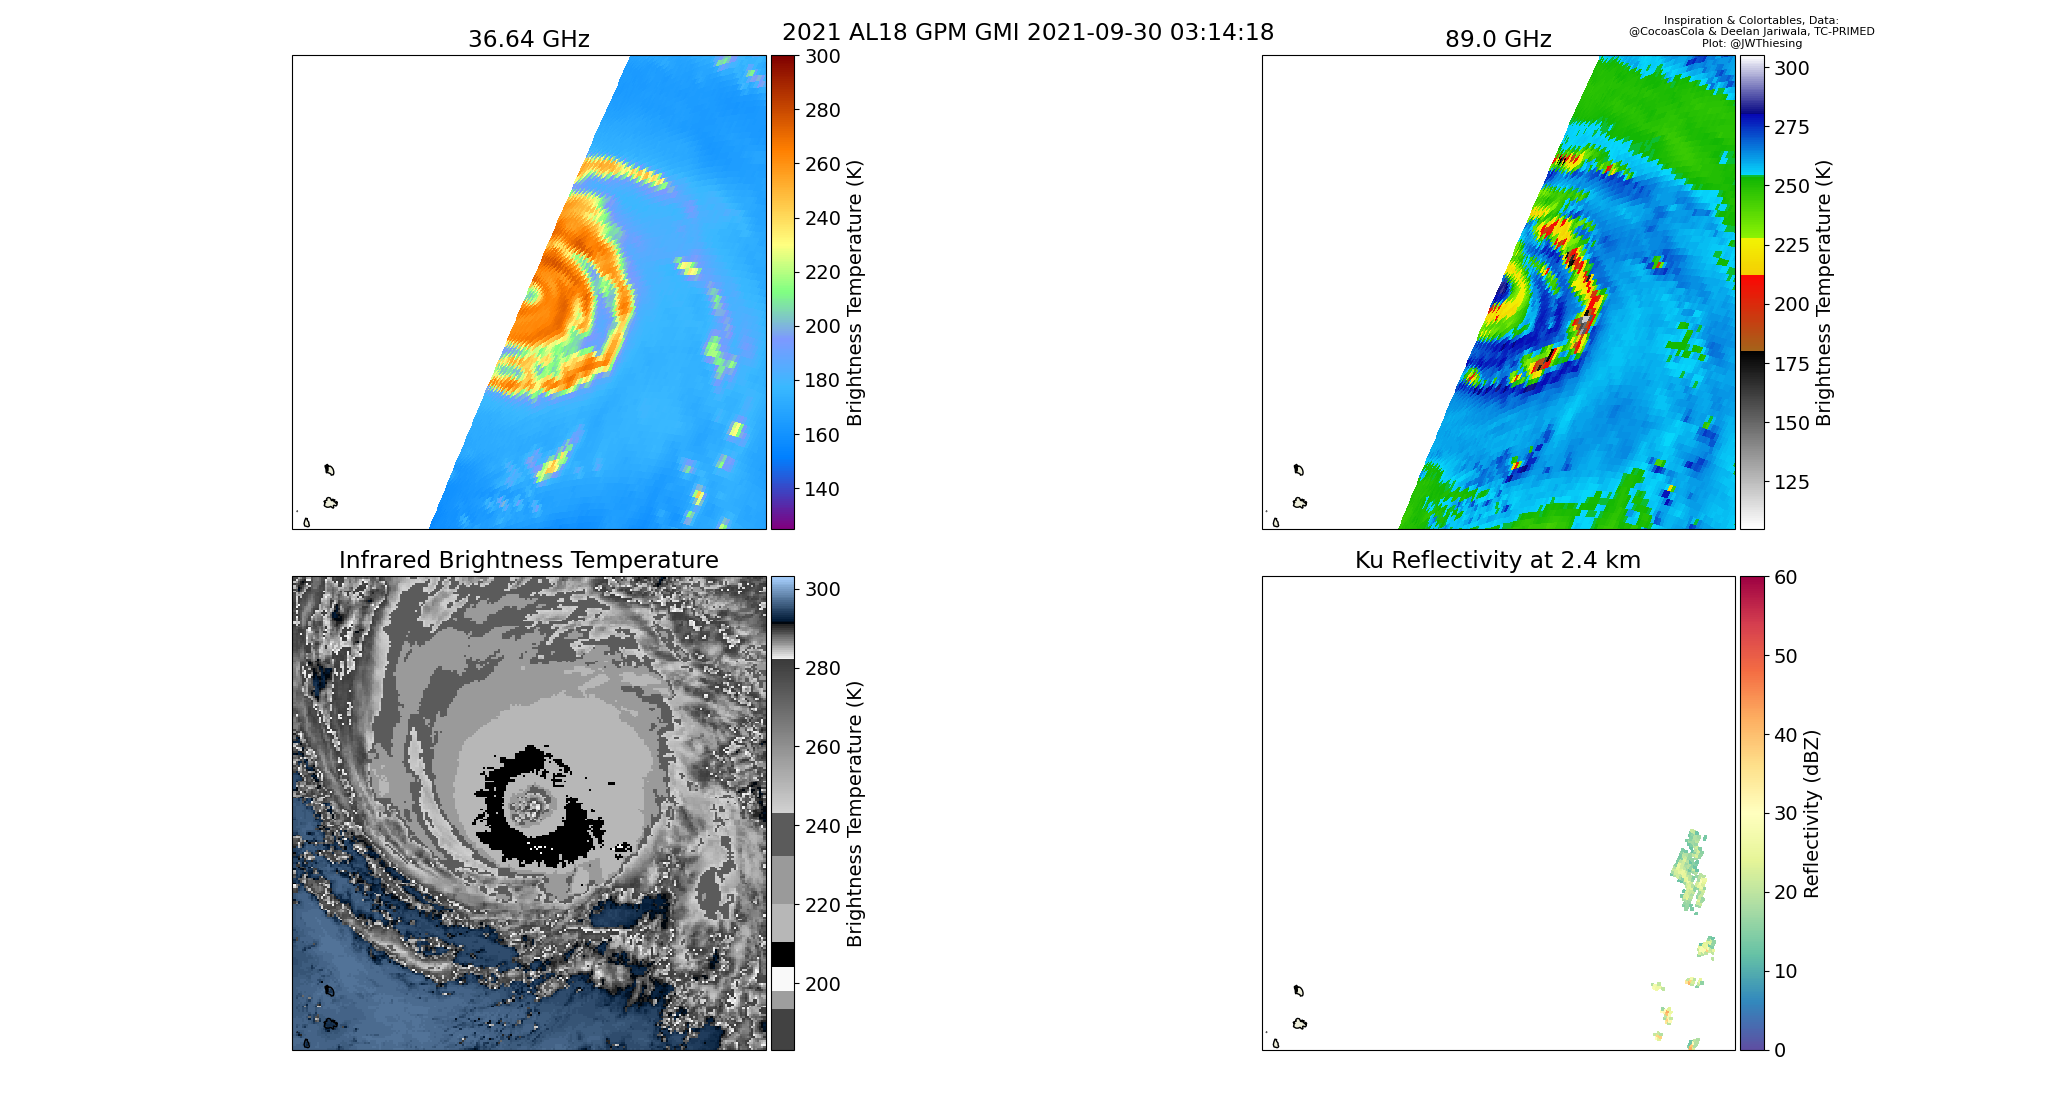 2021 AL18 GPM GMI 2021-09-30 03:14:18
Inspiration & Colortables, Data:
@CocoasCola & Deelan Jariwala, TC-PRIMED
Plot: @JWThiesing
36.64 GHz
300
280
260
240
220
200
180
160
140
Brightness Temperature (K)
89.0 GHz
300
275
250
225
200
175
150
125
Brightness Temperature (K)
Infrared Brightness Temperature
300
280
260
240
220
200
Brightness Temperature (K)
Ku Reflectivity at 2.4 km
60
50
40
30
20
10
0
Reflectivity (dBZ)